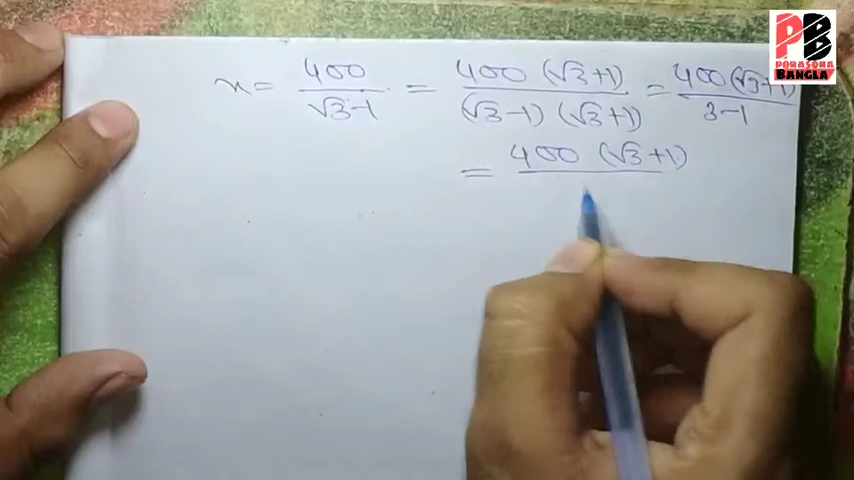 x = 400/(√3-1) = 400 (√3+1)/(√3-1) (√3+1) = 400(√3+1)/3-1
= 400 (√3+1)
PB
PORASONA
BANGLA